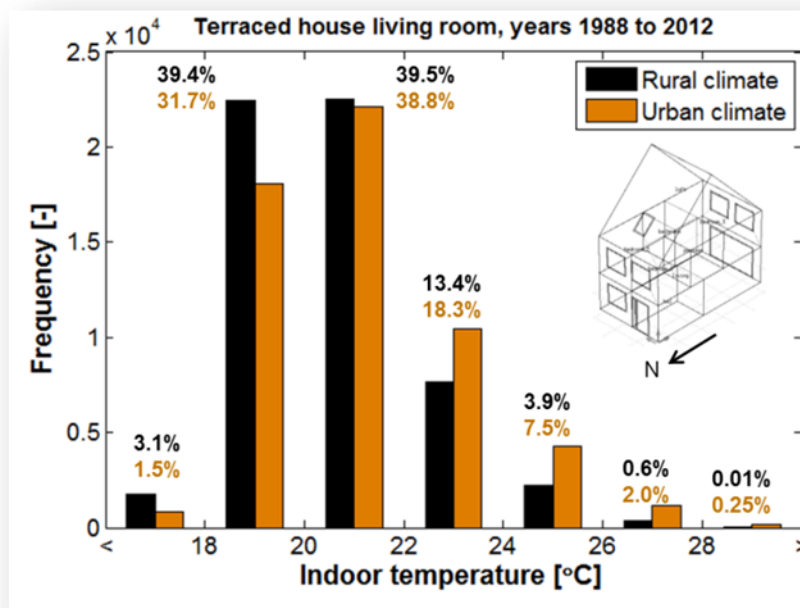 Terraced house living room, years 1988 to 2012
x 10⁴
2.5
2
1.5
1
0.5
0
Frequency [-]
39.4%
31.7%
39.5%
38.8%
Rural climate
Urban climate
13.4%
18.3%
3.1%
1.5%
3.9%
7.5%
0.6%
2.0%
0.01%
0.25%
N
< 18 20 22 24 26 28 >
Indoor temperature [°C]